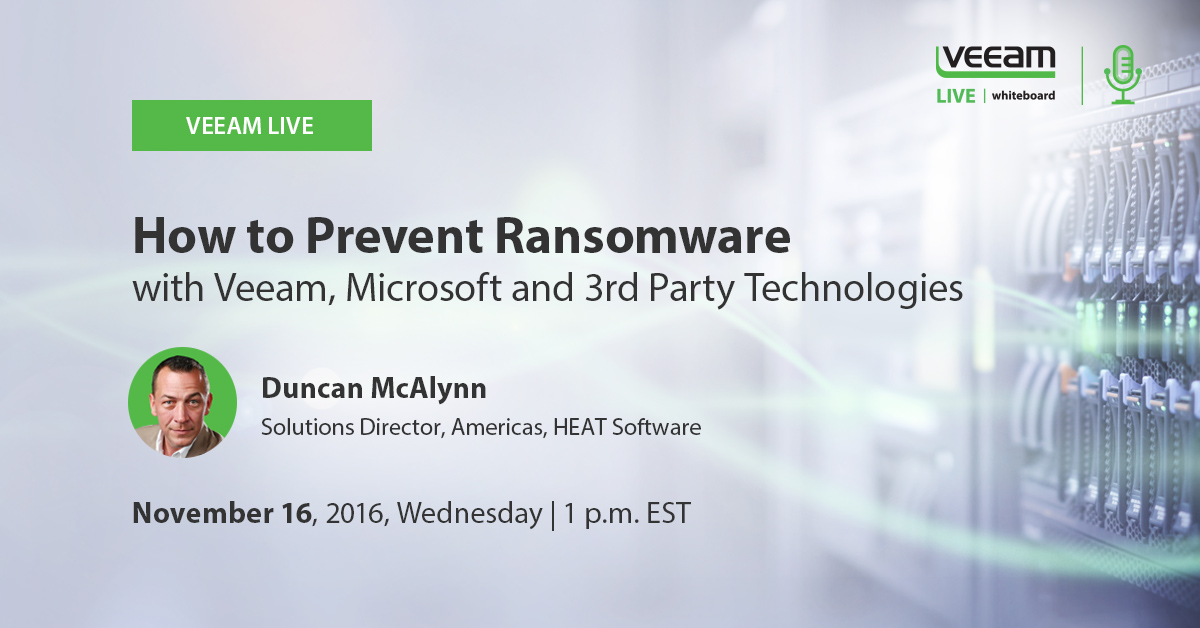 veeam
LIVE | whiteboard
VEEAM LIVE
How to Prevent Ransomware
with Veeam, Microsoft and 3rd Party Technologies
Duncan McAlynn
Solutions Director, Americas, HEAT Software
November 16, 2016, Wednesday | 1 p.m. EST